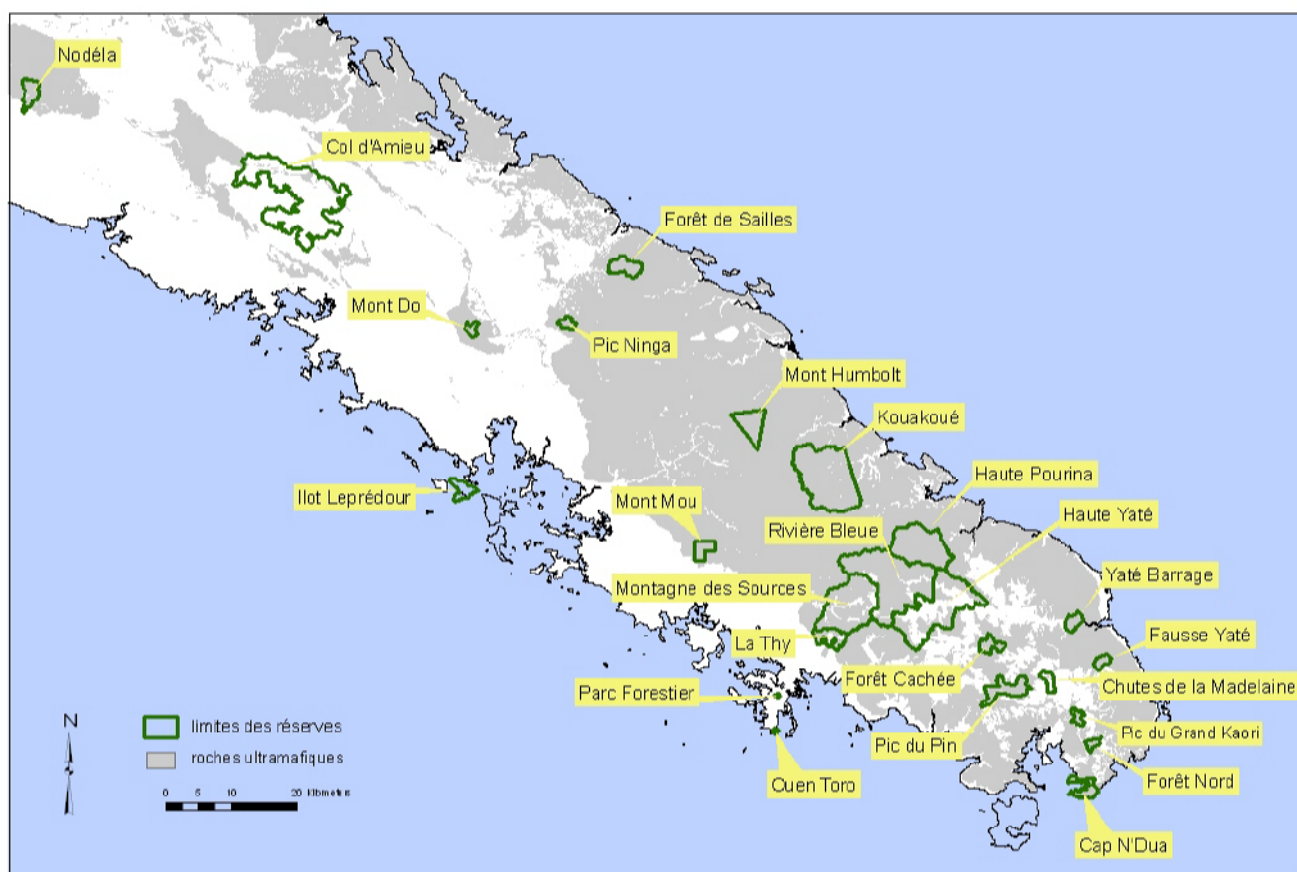 Nodéla
Col d'Amieu
Forêt de Sailles
Mont Do
Pic Ninga
Mont Humbolt
Kouakoué
Haute Pourina
Ilot Leprédour
Mont Mou
Rivière Bleue
Haute Yaté
Montagne des Sources
Yaté Barrage
La Thy
Fausse Yaté
Forêt Cachée
Parc Forestier
Chutes de la Madelaine
N
limites des réserves
Pic du Pin
Pic du Grand Kaori
roches ultramafiques
Ouen Toro
Forêt Nord
0 5 10 20 kilometres
Cap N'Dua